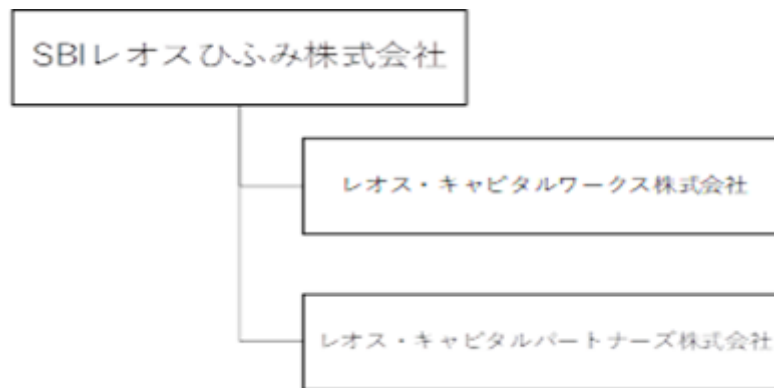 SBIレオスひふみ株式会社
レオス・キャピタルワークス株式会社
レオス・キャピタルパートナーズ株式会社